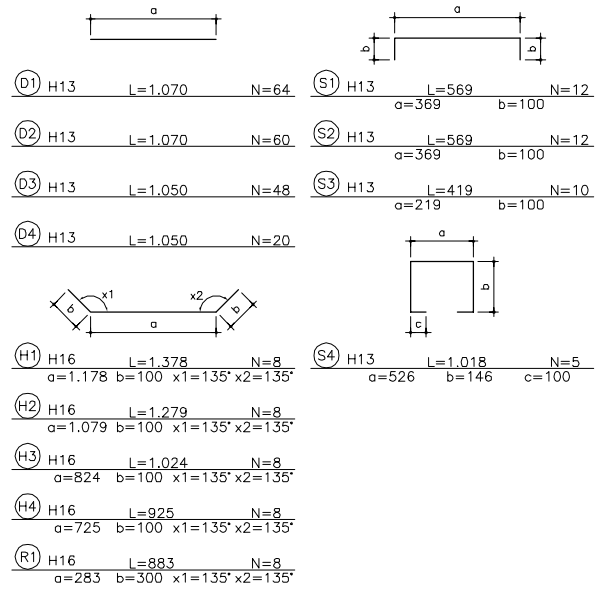 a
D1 H13 L=1.070 N=64
D2 H13 L=1.070 N=60
D3 H13 L=1.050 N=48
D4 H13 L=1.050 N=20
b x1 x2 b
a
H1 H16 L=1.378 N=8
a=1.178 b=100 x1=135° x2=135°
H2 H16 L=1.279 N=8
a=1.079 b=100 x1=135° x2=135°
H3 H16 L=1.024 N=8
a=824 b=100 x1=135° x2=135°
H4 H16 L=925 N=8
a=725 b=100 x1=135° x2=135°
R1 H16 L=883 N=8
a=283 b=300 x1=135° x2=135°
a
b b
S1 H13 L=569 N=12
a=369 b=100
S2 H13 L=569 N=12
a=369 b=100
S3 H13 L=419 N=10
a=219 b=100
a
b
c
S4 H13 L=1.018 N=5
a=526 b=146 c=100